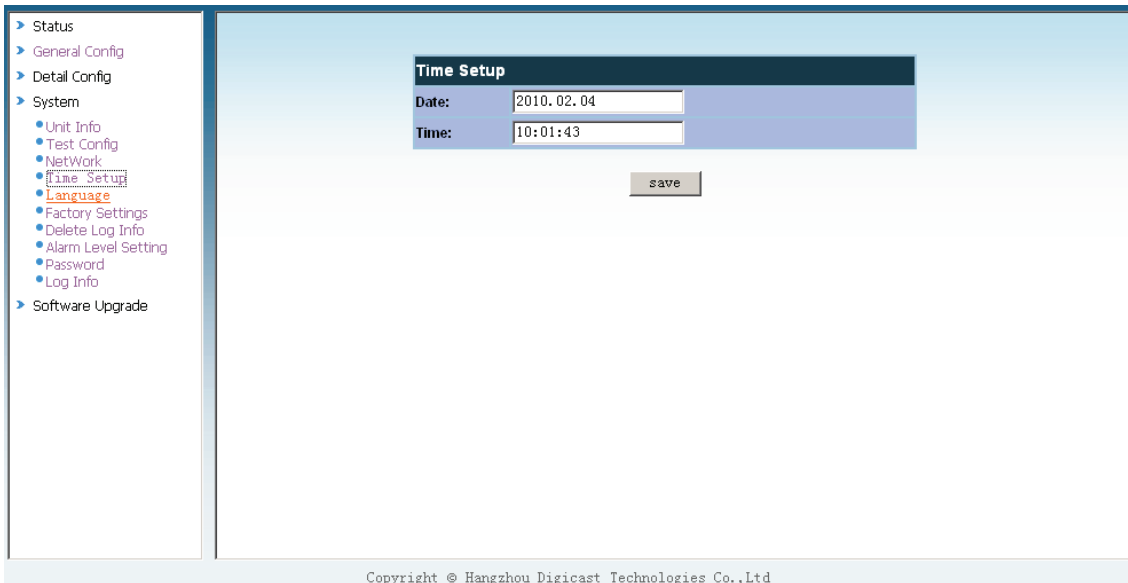 Status
General Config
Detail Config
System
Unit Info
Test Config
NetWork
Time Setup
Language
Factory Settings
Delete Log Info
Alarm Level Setting
Password
Log Info
Software Upgrade
Time Setup
Date: 2010.02.04
Time: 10:01:43
save
Copyright © Hangzhou Digicast Technologies Co.,Ltd